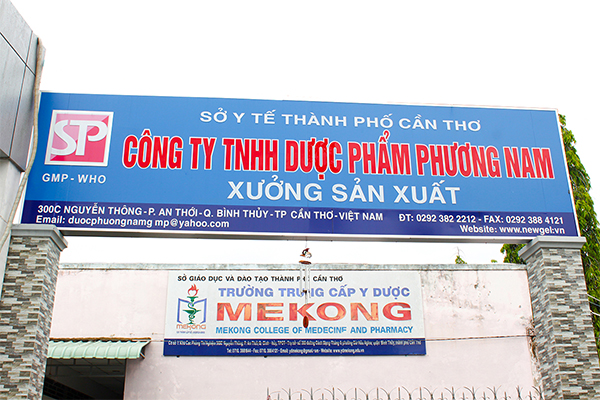 SỞ Y TẾ THÀNH PHỐ CẦN THƠ
SP
CÔNG TY TNHH DƯỢC PHẨM PHƯƠNG NAM
GMP - WHO
XƯỞNG SẢN XUẤT
300C NGUYỄN THÔNG - P. AN THỚI - Q. BÌNH THỦY - TP CẦN THƠ - VIỆT NAM
ĐT: 0292 382 2212 - FAX: 0292 388 4121
Email: duocphuongnamg mp@yahoo.com
Website: www.newgel.vn
SỞ GIÁO DỤC VÀ ĐÀO TẠO THÀNH PHỐ CẦN THƠ
TRƯỜNG TRUNG CẤP Y DƯỢC
MEKONG
MEKONG
MEKONG COLLEGE OF MEDECINE AND PHARMACY